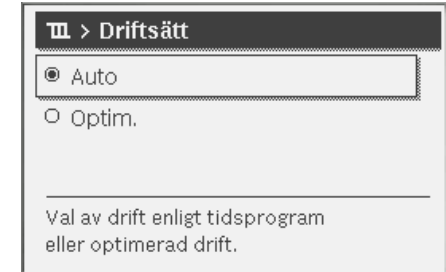 > Driftsätt
Auto
Optim.
Val av drift enligt tidsprogram
eller optimerad drift.